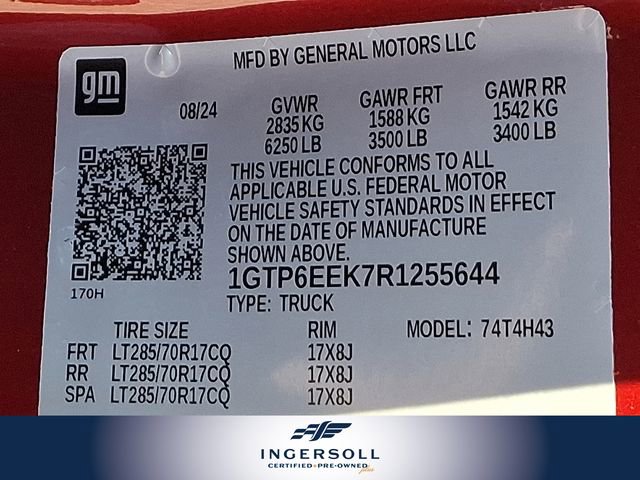 gm
MFD BY GENERAL MOTORS LLC
08/24
GVWR
2835 KG
6250 LB
GAWR FRT
1588 KG
3500 LB
GAWR RR
1542 KG
3400 LB
THIS VEHICLE CONFORMS TO ALL
APPLICABLE U.S. FEDERAL MOTOR
VEHICLE SAFETY STANDARDS IN EFFECT
ON THE DATE OF MANUFACTURE
SHOWN ABOVE.
170H
1GTP6EEK7R1255644
TYPE: TRUCK
TIRE SIZE RIM MODEL: 74T4H43
FRT LT285/70R17CQ 17X8J
RR LT285/70R17CQ 17X8J
SPA LT285/70R17CQ 17X8J
INGERSOLL
CERTIFIED PRE-OWNED plus